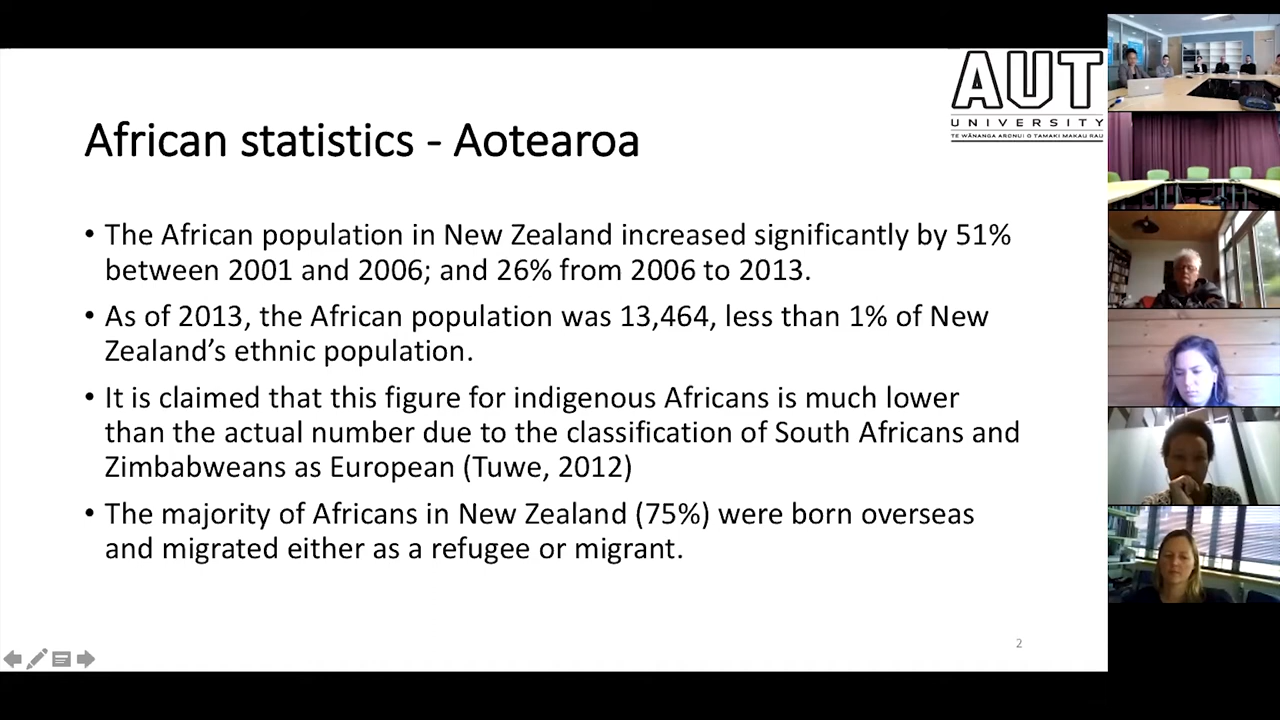 AUT
UNIVERSITY
TE WĀNANGA ARONUI O TAMAKI MAKAU RAU
African statistics - Aotearoa
• The African population in New Zealand increased significantly by 51%
between 2001 and 2006; and 26% from 2006 to 2013.
• As of 2013, the African population was 13,464, less than 1% of New
Zealand’s ethnic population.
• It is claimed that this figure for indigenous Africans is much lower
than the actual number due to the classification of South Africans and
Zimbabweans as European (Tuwe, 2012)
• The majority of Africans in New Zealand (75%) were born overseas
and migrated either as a refugee or migrant.
2